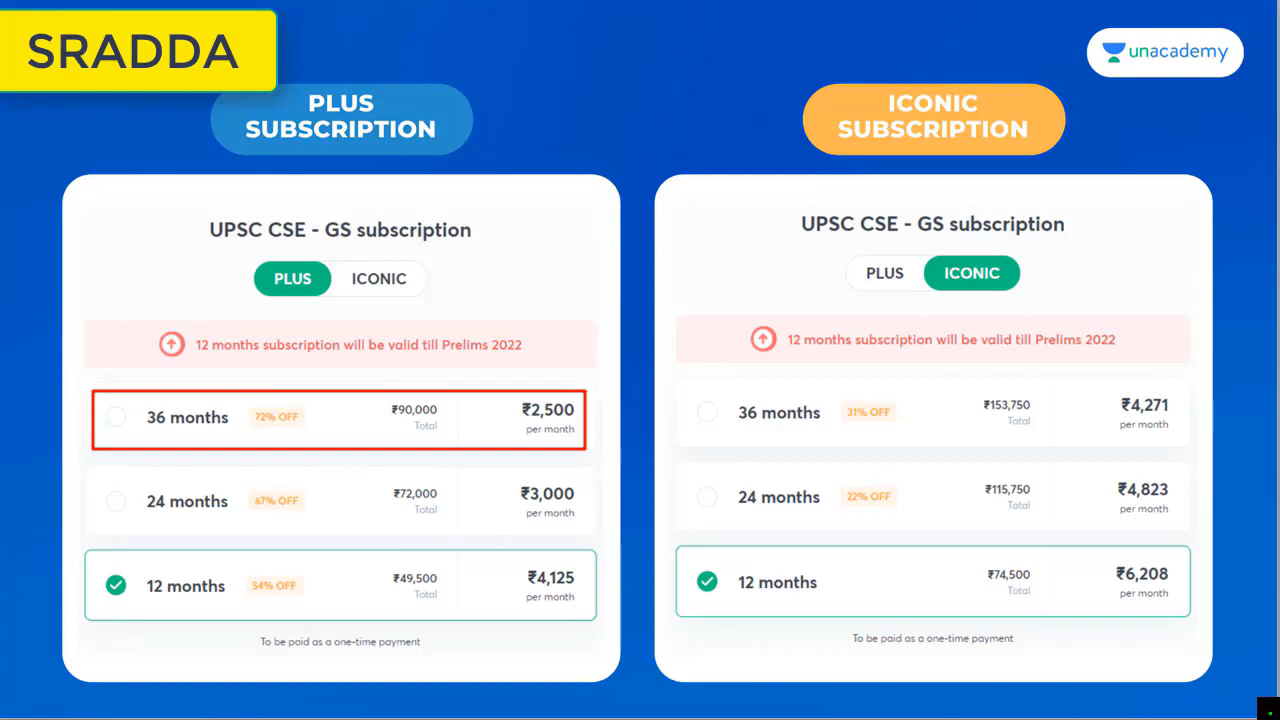 SRADDA
unacademy
PLUS
SUBSCRIPTION
UPSC CSE - GS subscription
PLUS ICONIC
12 months subscription will be valid till Prelims 2022
36 months 72% OFF ₹90,000 ₹2,500
Total per month
24 months 67% OFF ₹72,000 ₹3,000
Total per month
12 months 54% OFF ₹49,500 ₹4,125
Total per month
To be paid as a one-time payment
ICONIC
SUBSCRIPTION
UPSC CSE - GS subscription
PLUS ICONIC
12 months subscription will be valid till Prelims 2022
36 months 31% OFF ₹153,750 ₹4,271
Total per month
24 months 22% OFF ₹115,750 ₹4,823
Total per month
12 months ₹74,500 ₹6,208
Total per month
To be paid as a one-time payment